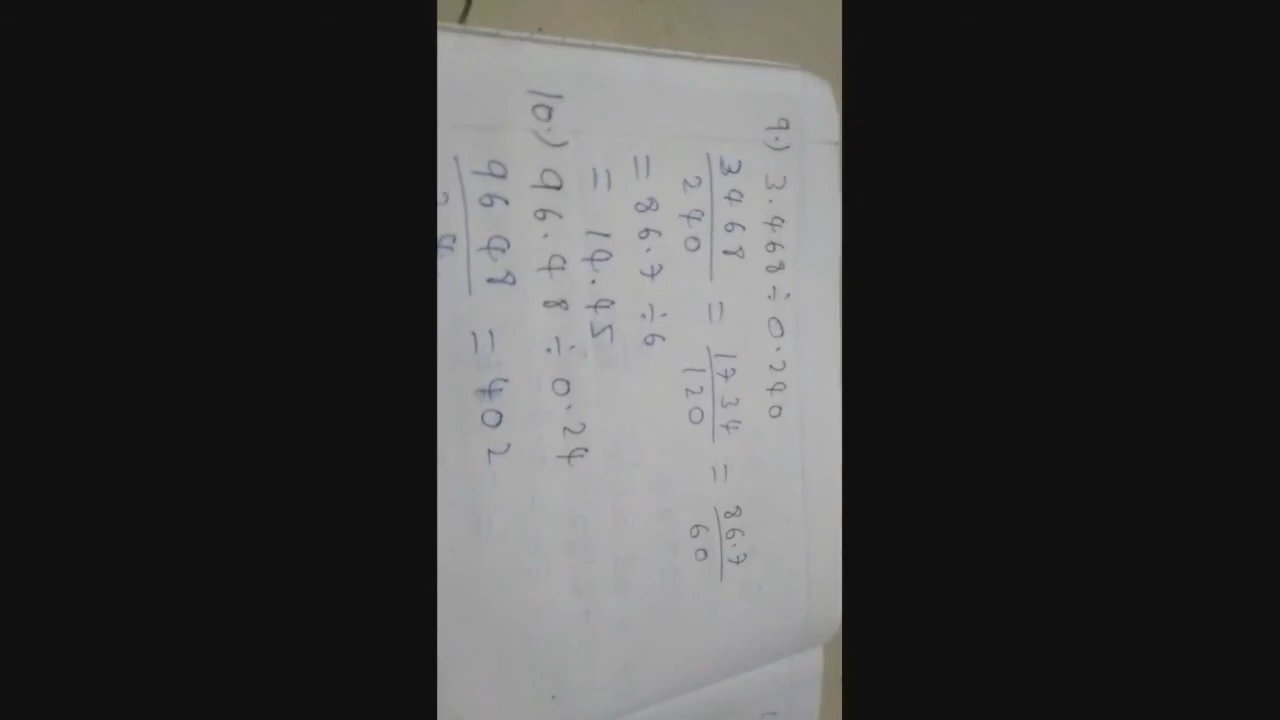 9.) 3.468÷0.240
3468/240 = 1734/120 = 86.7/60
= 86.7÷6
= 14.45
10.) 96.48÷0.24
9648/24 = 402